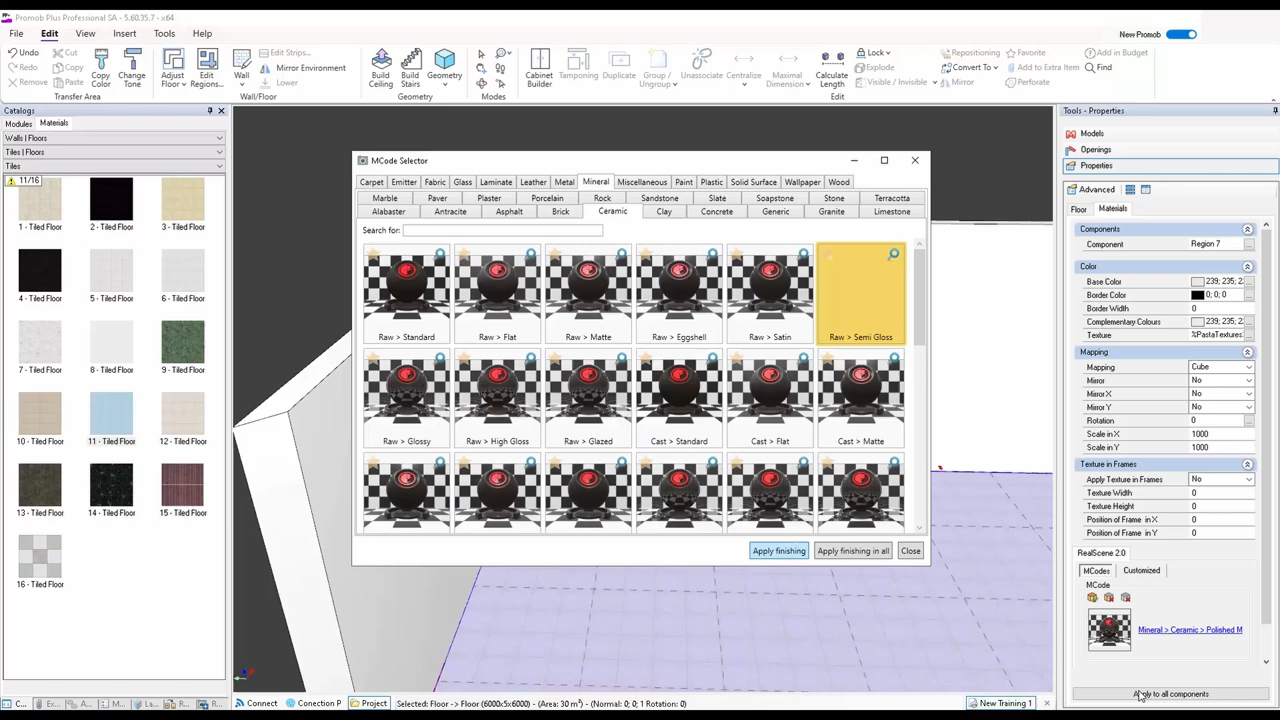 Promob Plus Professional SA - 5.60.35.7 - x64
File Edit View Insert Tools Help
New Promob
Undo Redo Remove Cut Copy Paste Copy Color Change Tone
Transfer Area
Adjust Floor Edit Regions... Wall Edit Strips... Mirror Environment Lower
Wall/Floor
Build Ceiling Build Stairs Geometry
Geometry
Modes
Cabinet Builder Tamponing Duplicate Group / Ungroup Unassociate Centralize Maximal Dimension Calculate Length
Lock Explode Visible / Invisible Repositioning Convert To Mirror Favorite Add to Extra Item Perforate Add in Budget Find
Edit
Catalogs
Modules Materials
Walls | Floors
Tiles | Floors
Tiles
11/16
1 - Tiled Floor 2 - Tiled Floor 3 - Tiled Floor
4 - Tiled Floor 5 - Tiled Floor 6 - Tiled Floor
7 - Tiled Floor 8 - Tiled Floor 9 - Tiled Floor
10 - Tiled Floor 11 - Tiled Floor 12 - Tiled Floor
13 - Tiled Floor 14 - Tiled Floor 15 - Tiled Floor
16 - Tiled Floor
MCode Selector
Carpet Emitter Fabric Glass Laminate Leather Metal Mineral Miscellaneous Paint Plastic Solid Surface Wallpaper Wood
Marble Paver Plaster Porcelain Rock Sandstone Slate Soapstone Stone Terracotta
Alabaster Antracite Asphalt Brick Ceramic Clay Concrete Generic Granite Limestone
Search for:
Raw > Standard Raw > Flat Raw > Matte Raw > Eggshell Raw > Satin Raw > Semi Gloss
Raw > Glossy Raw > High Gloss Raw > Glazed Cast > Standard Cast > Flat Cast > Matte
Apply finishing Apply finishing in all Close
Tools - Properties
Models
Openings
Properties
Advanced
Floor Materials
Components
Component Region 7
Color
Base Color 239; 235; 2
Border Color 0; 0; 0
Border Width 0
Complementary Colours 239; 235; 2
Texture %PastaTextures
Mapping
Mapping Cube
Mirror No
Mirror X No
Mirror Y No
Rotation 0
Scale in X 1000
Scale in Y 1000
Texture in Frames
Apply Texture in Frames No
Texture Width 0
Texture Height 0
Position of Frame in X 0
Position of Frame in Y 0
RealScene 2.0
MCodes Customized
MCode
Mineral > Ceramic > Polished M
Apply to all components
C... Ex... A... M... La... R... R...
Connect Conection P Project Selected: Floor -> Floor (6000x5x6000) - (Area: 30 m²) - (Normal: 0; 0; 1 Rotation: 0) New Training 1